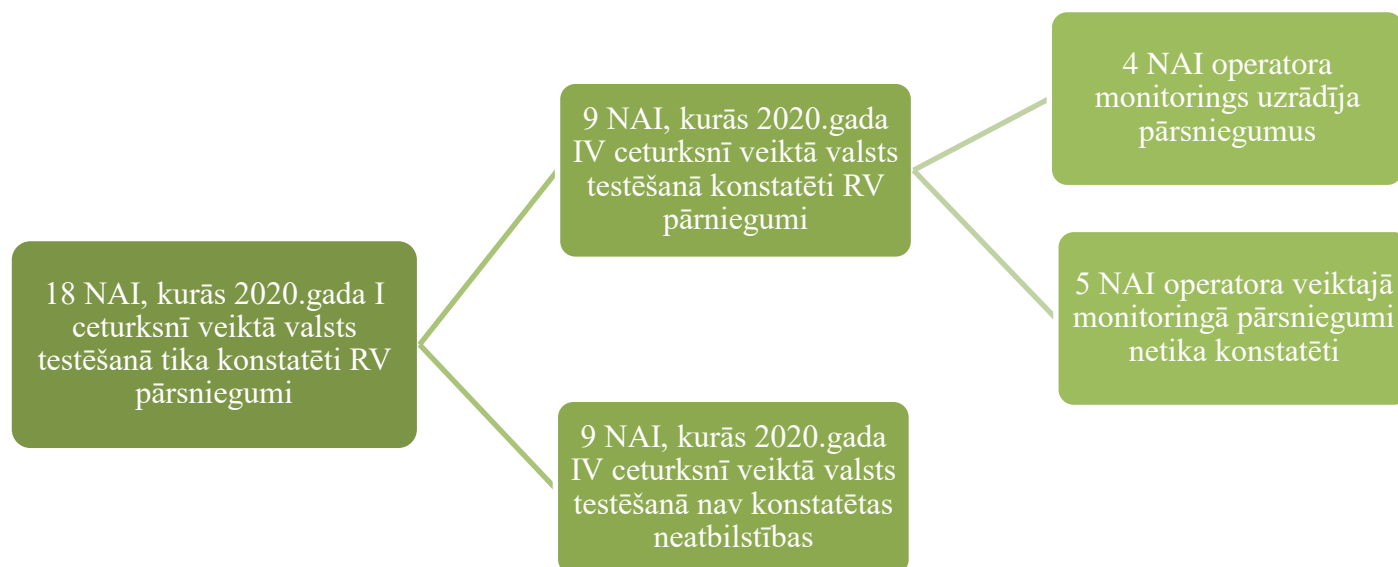 18 NAI, kurās 2020.gada I
ceturksnī veiktā valsts
testēšanā tika konstatēti RV
pārsniegumi
9 NAI, kurās 2020.gada
IV ceturksnī veiktā valsts
testēšanā konstatēti RV
pārniegumi
9 NAI, kurās 2020.gada
IV ceturksnī veiktā valsts
testēšanā nav konstatētas
neatbilstības
4 NAI operatora
monitorings uzrādīja
pārsniegumus
5 NAI operatora veiktajā
monitoringā pārsniegumi
netika konstatēti